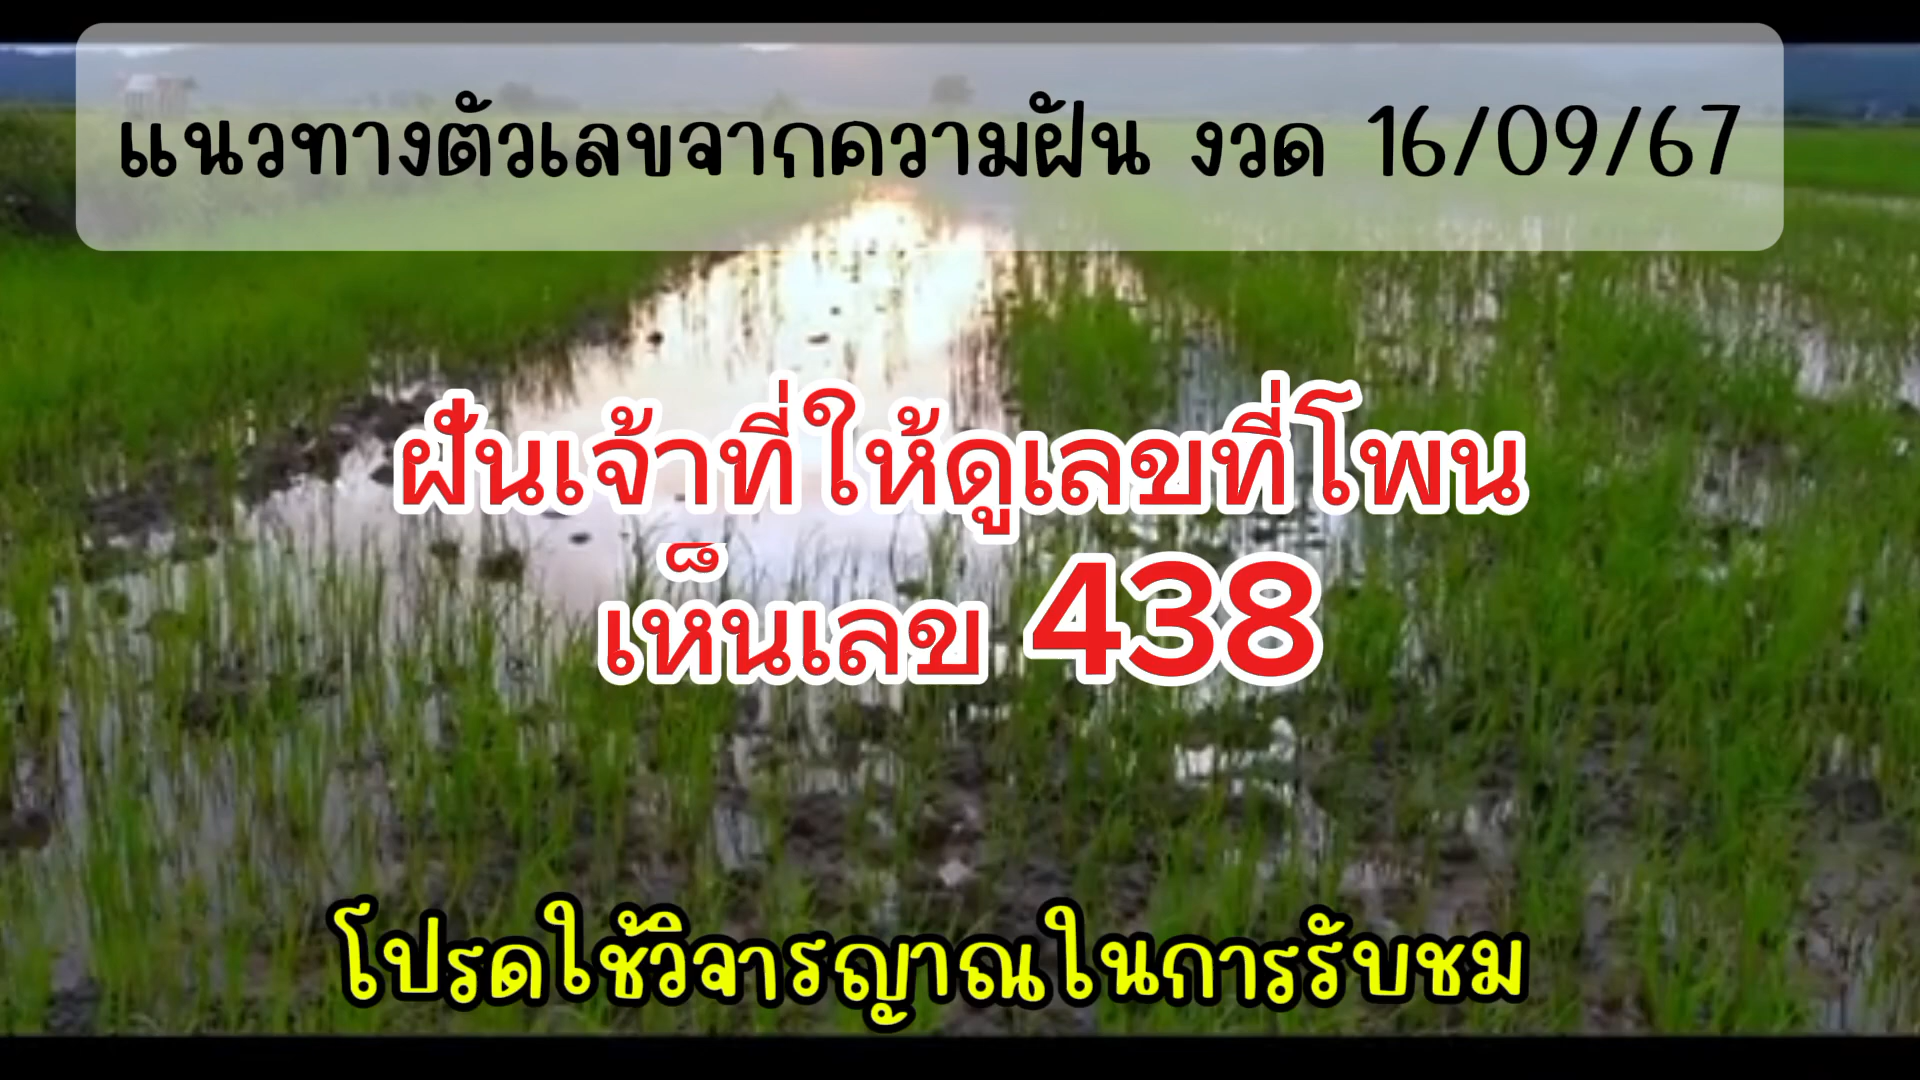 แนวทางตัวเลขจากความฝัน งวด 16/09/67
ฝันเจ้าที่ให้ดูเลขที่โพน
เห็นเลข 438
โปรดใช้วิจารญาณในการรับชม